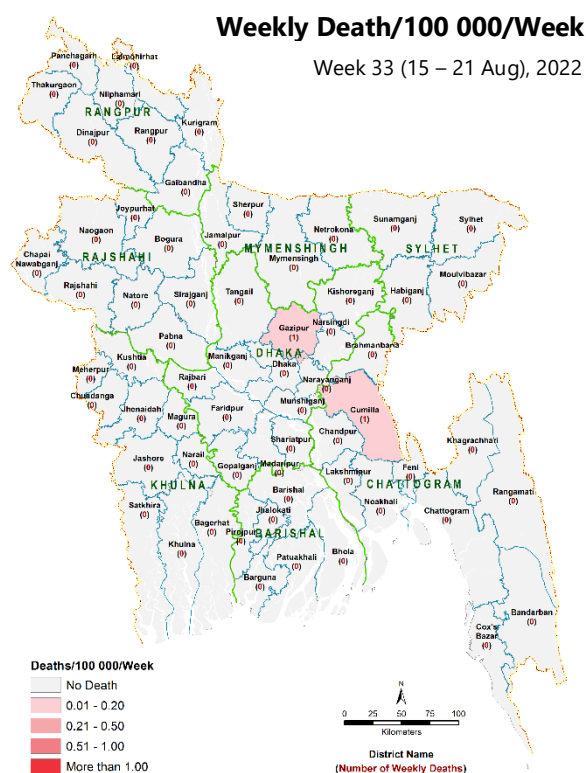 Weekly Death/100 000/Week
Week 33 (15 – 21 Aug), 2022
Panchagarh
(0)
Lalmonirhat
(0)
Thakurgaon
(0)
Nilphamari
(0)
RANGPUR
Kurigram
(0)
Dinajpur
(0)
Rangpur
(0)
Gaibandha
(0)
Joypurhat
(0)
Sherpur
(0)
Netrokona
(0)
Sunamganj
(0)
Sylhet
(0)
Naogaon
(0)
Bogura
(0)
Jamalpur
(0)
MYMENSHINGH
Mymensingh
(0)
SYLHET
Chapai
Nawabganj
(0)
RAJSHAHI
Moulvibazar
(0)
Rajshahi
(0)
Natore
(0)
Sirajganj
(0)
Tangail
(0)
Kishoreganj
(0)
Habiganj
(0)
Gazipur
(1)
Narsingdi
(0)
Pabna
(0)
Manikganj
(0)
DHAKA
Dhaka
(0)
Brahmanbaria
(0)
Kushtia
(0)
Meherpur
(0)
Rajbari
(0)
Narayanganj
(0)
Chuadanga
(0)
Jhenaidah
(0)
Magura
(0)
Faridpur
(0)
Munshiganj
(0)
Cumilla
(1)
Chandpur
(0)
Khagrachhari
(0)
Shariatpur
(0)
Jashore
(0)
Narail
(0)
Gopalganj
(0)
Madaripur
(0)
Lakshmipur
(0)
Feni
(0)
KHULNA
CHATTOGRAM
Rangamati
(0)
Satkhira
(0)
Bagerhat
(0)
Barishal
(0)
Jhalokati
(0)
Noakhali
(0)
Chattogram
(0)
Khulna
(0)
Pirojpur
(0)
BARISHAL
Patuakhali
(0)
Bhola
(0)
Barguna
(0)
Bandarban
(0)
Cox's
Bazar
(0)
Deaths/100 000/Week
No Death
0.01 - 0.20
0.21 - 0.50
0.51 - 1.00
More than 1.00
N
0 25 50 75 100
Kilometers
District Name
(Number of Weekly Deaths)